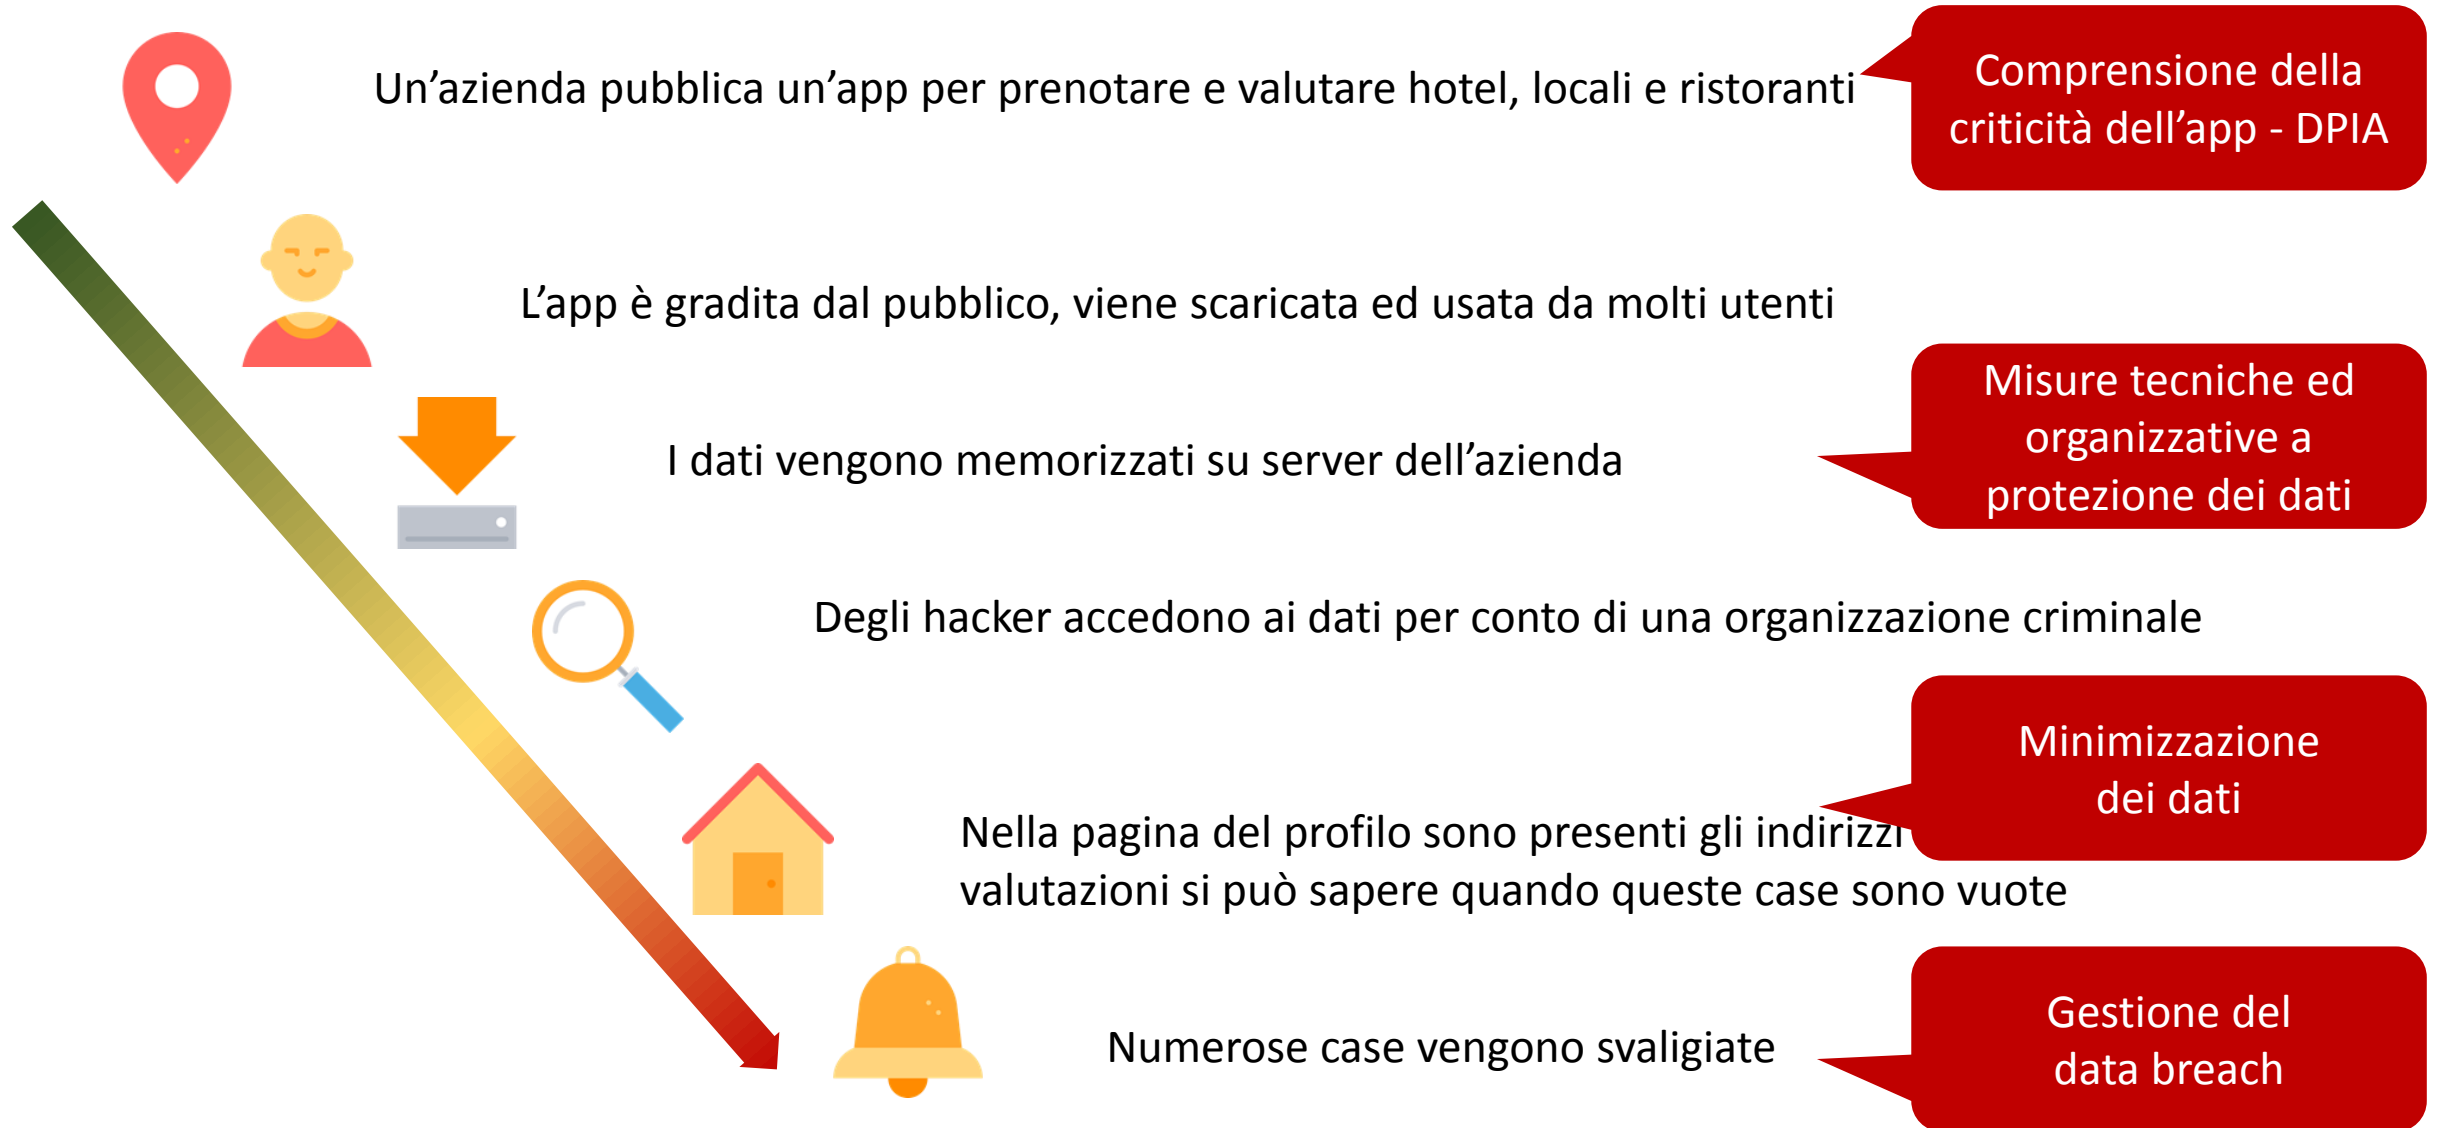 Un’azienda pubblica un’app per prenotare e valutare hotel, locali e ristoranti
Comprensione della
criticità dell’app - DPIA
L’app è gradita dal pubblico, viene scaricata ed usata da molti utenti
Misure tecniche ed
organizzative a
protezione dei dati
I dati vengono memorizzati su server dell’azienda
Degli hacker accedono ai dati per conto di una organizzazione criminale
Minimizzazione
dei dati
Nella pagina del profilo sono presenti gli indirizzi
valutazioni si può sapere quando queste case sono vuote
Numerose case vengono svaligiate
Gestione del
data breach